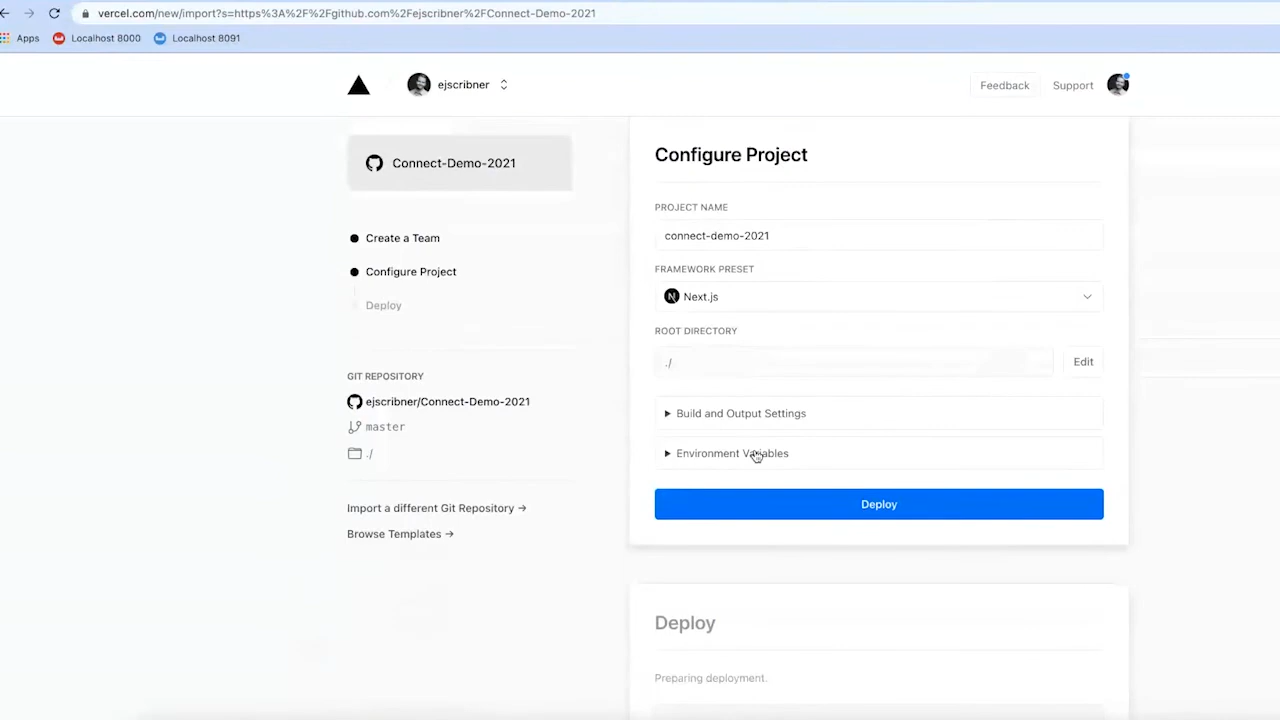 vercel.com/new/import?s=https%3A%2F%2Fgithub.com%2Fejscribner%2FConnect-Demo-2021
Apps Localhost 8000 Localhost 8091
ejscribner
Feedback Support
Connect-Demo-2021
Create a Team
Configure Project
Deploy
GIT REPOSITORY
ejscribner/Connect-Demo-2021
master
./
Import a different Git Repository →
Browse Templates →
Configure Project
PROJECT NAME
connect-demo-2021
FRAMEWORK PRESET
N Next.js
ROOT DIRECTORY
./
Edit
Build and Output Settings
Environment Variables
Deploy
Deploy
Preparing deployment.